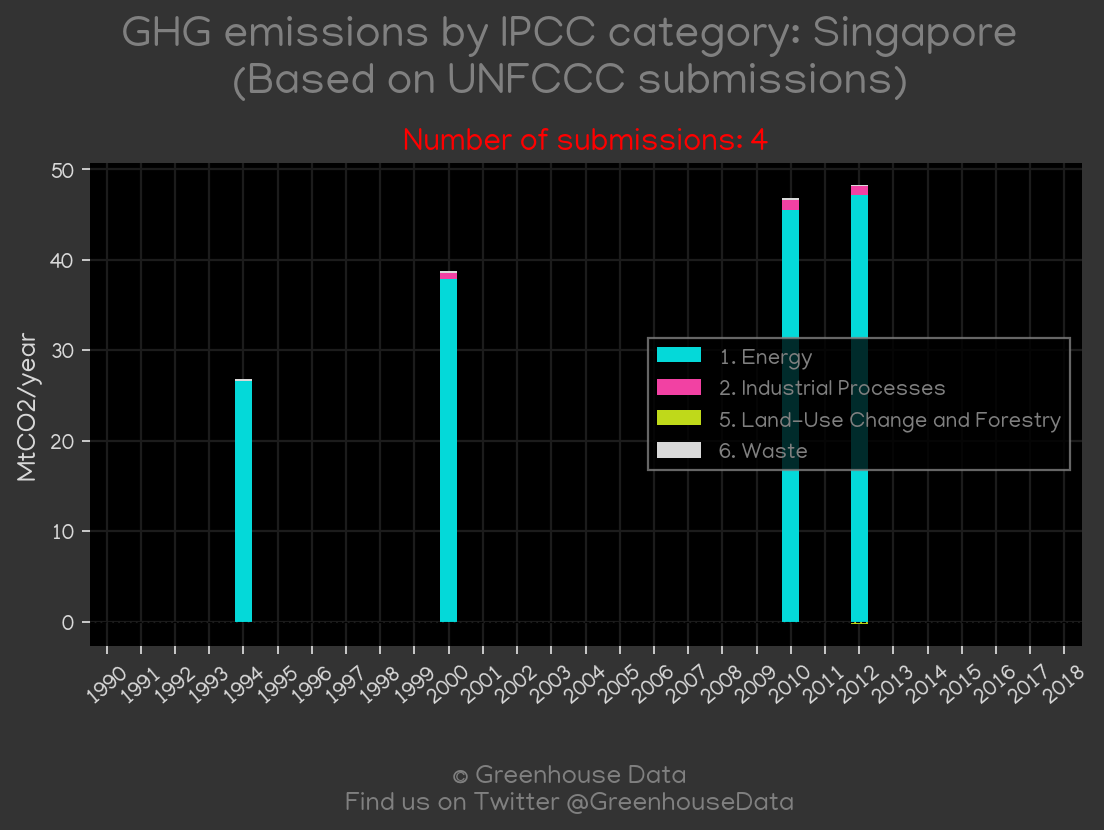 GHG emissions by IPCC category: Singapore
(Based on UNFCCC submissions)
Number of submissions: 4
MtCO2/year
50
40
30
20
10
0
1. Energy
2. Industrial Processes
5. Land-Use Change and Forestry
6. Waste
1990 1991 1992 1993 1994 1995 1996 1997 1998 1999 2000 2001 2002 2003 2004 2005 2006 2007 2008 2009 2010 2011 2012 2013 2014 2015 2016 2017 2018
© Greenhouse Data
Find us on Twitter @GreenhouseData